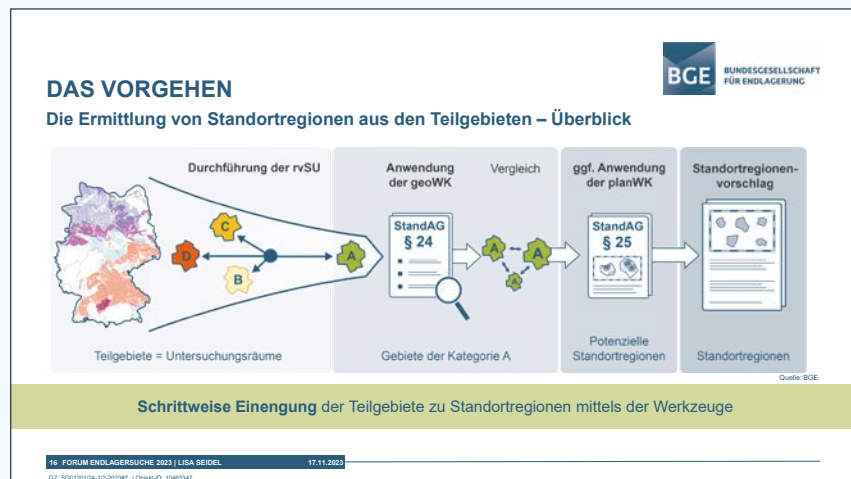 BGE
BUNDESGESELLSCHAFT
FÜR ENDLAGERUNG
DAS VORGEHEN
Die Ermittlung von Standortregionen aus den Teilgebieten – Überblick
Durchführung der rvSU
C
D
B
A
Teilgebiete = Untersuchungsräume
Anwendung
der geoWK
StandAG
§ 24
Vergleich
A
A
A
Gebiete der Kategorie A
ggf. Anwendung
der planWK
StandAG
§ 25
Potenzielle
Standortregionen
Standortregionen-
vorschlag
Standortregionen
Quelle: BGE
Schrittweise Einengung der Teilgebiete zu Standortregionen mittels der Werkzeuge
16 FORUM ENDLAGERSUCHE 2023 | LISA SEIDEL 17.11.2023